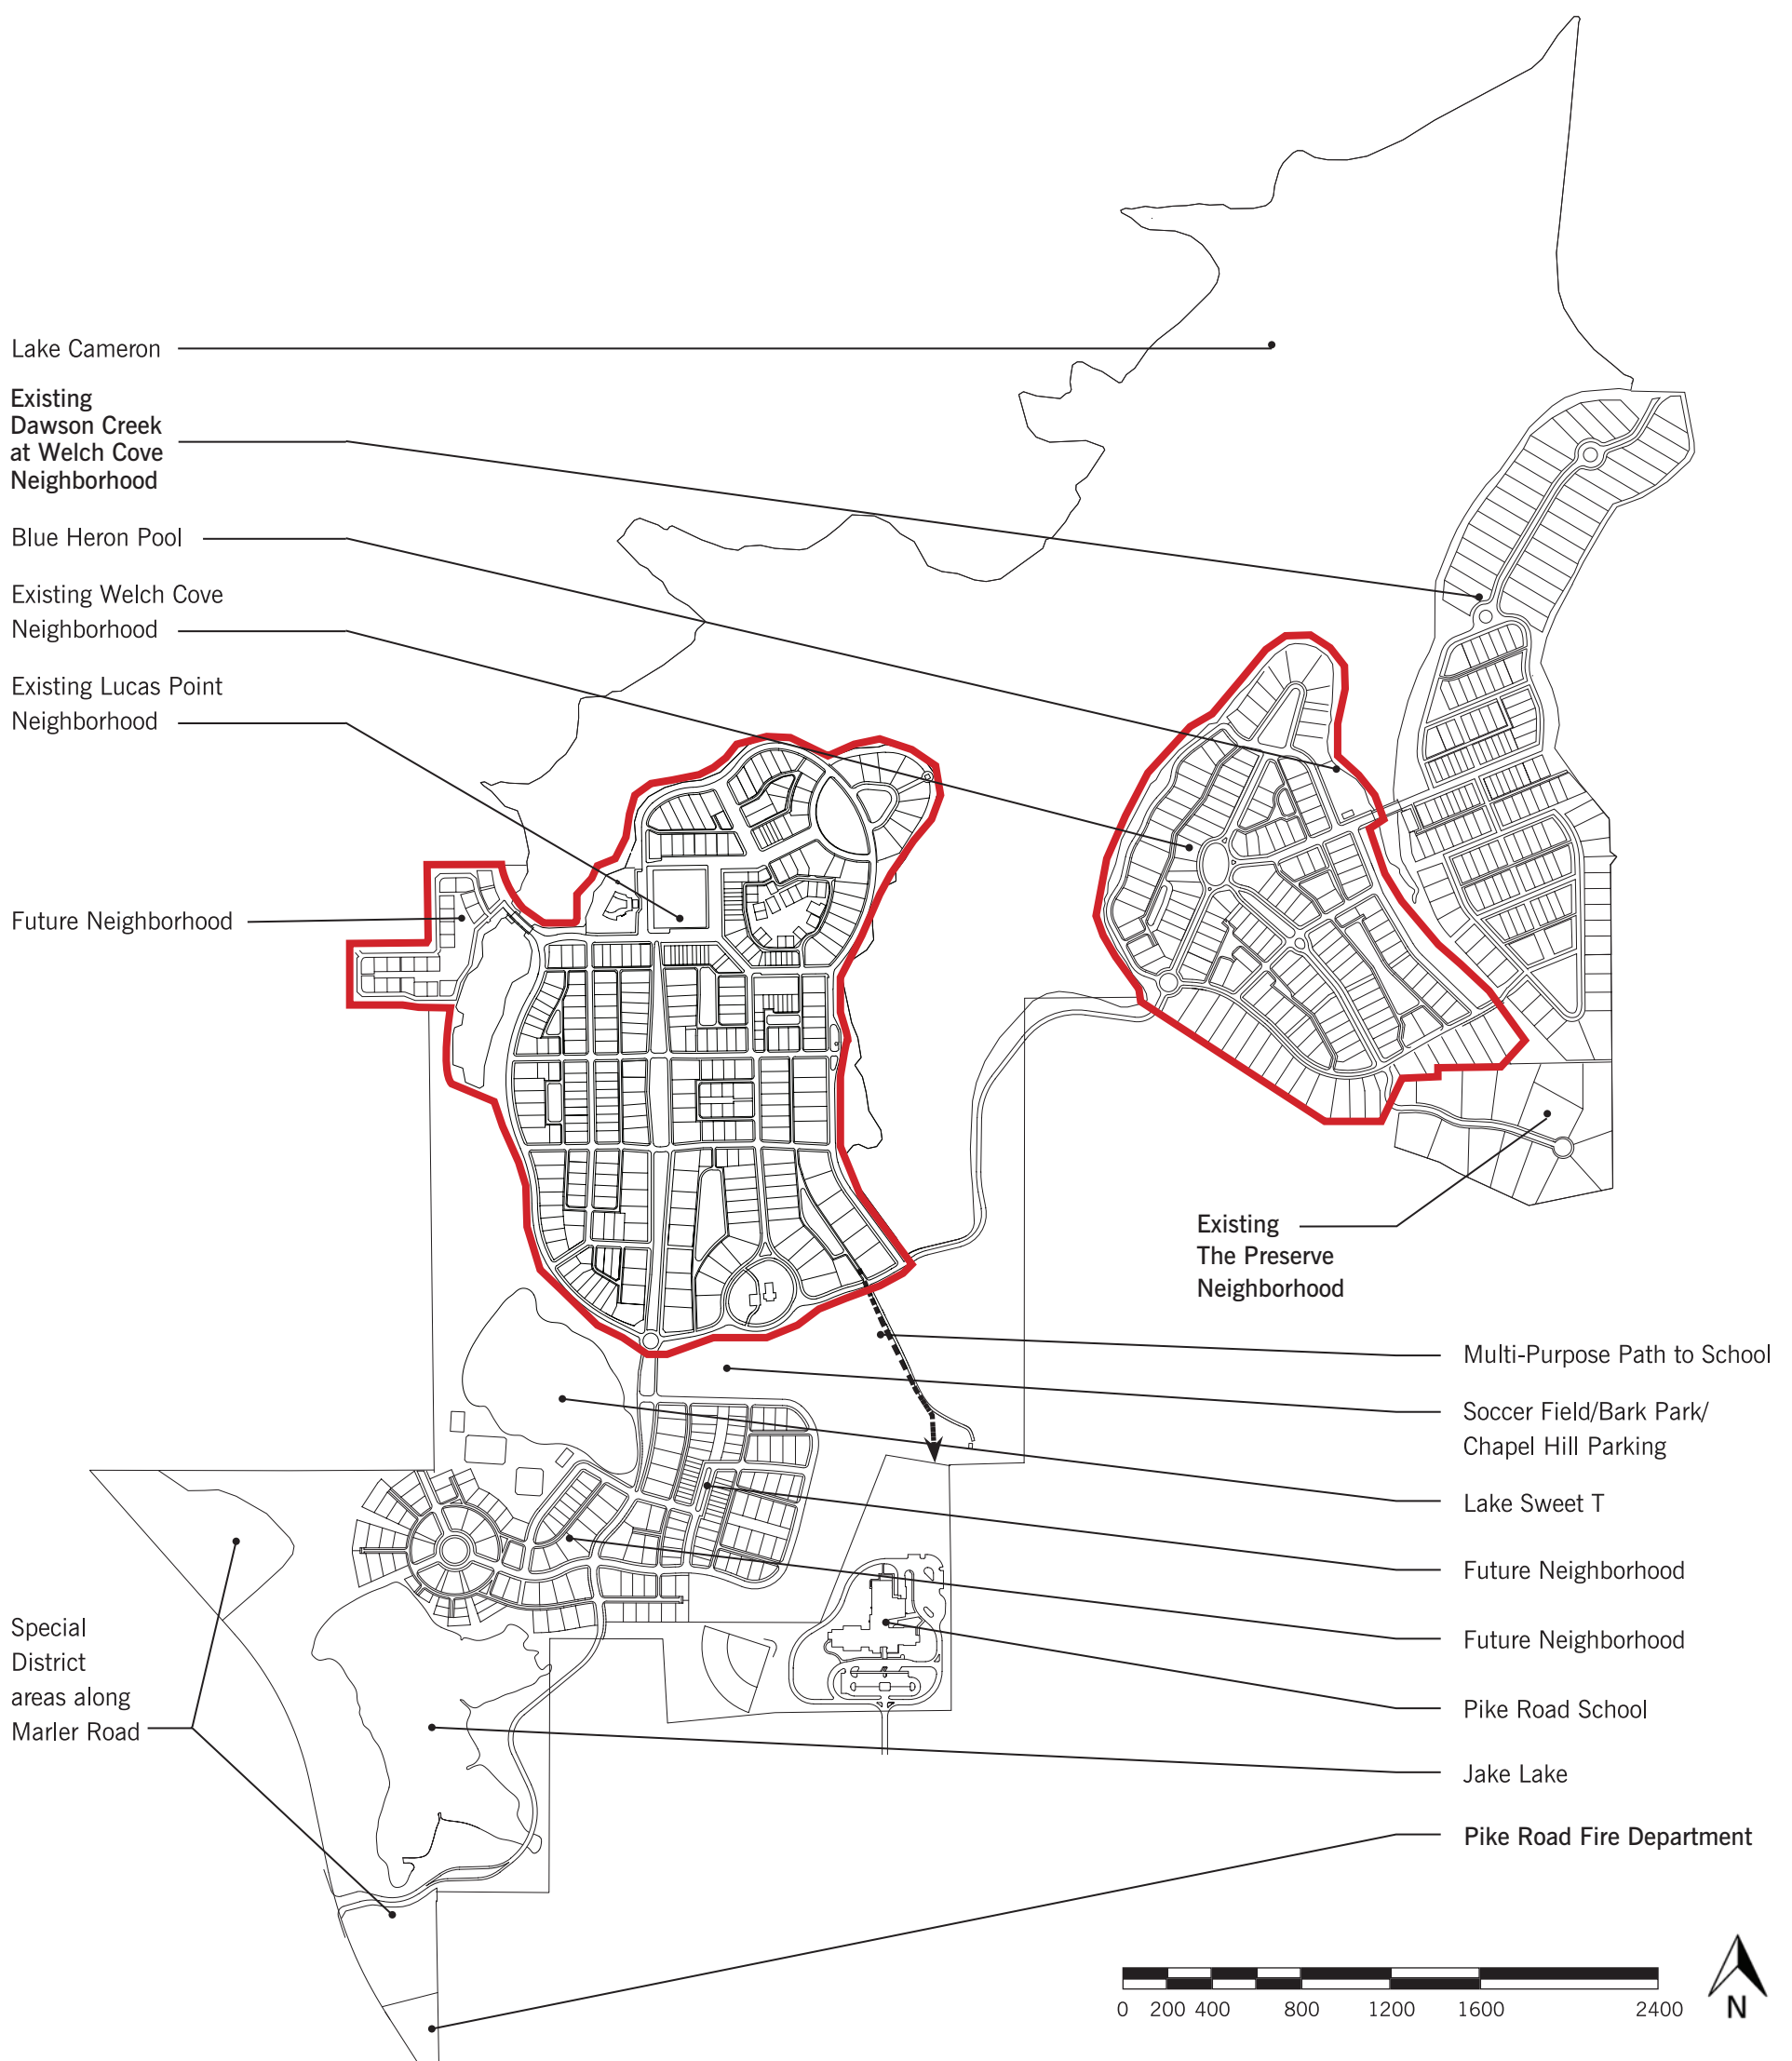 Lake Cameron
Existing
Dawson Creek
at Welch Cove
Neighborhood
Blue Heron Pool
Existing Welch Cove
Neighborhood
Existing Lucas Point
Neighborhood
Future Neighborhood
Existing
The Preserve
Neighborhood
Multi-Purpose Path to School
Soccer Field/Bark Park/
Chapel Hill Parking
Lake Sweet T
Future Neighborhood
Future Neighborhood
Pike Road School
Jake Lake
Pike Road Fire Department
Special
District
areas along
Marler Road
0 200 400 800 1200 1600 2400
N